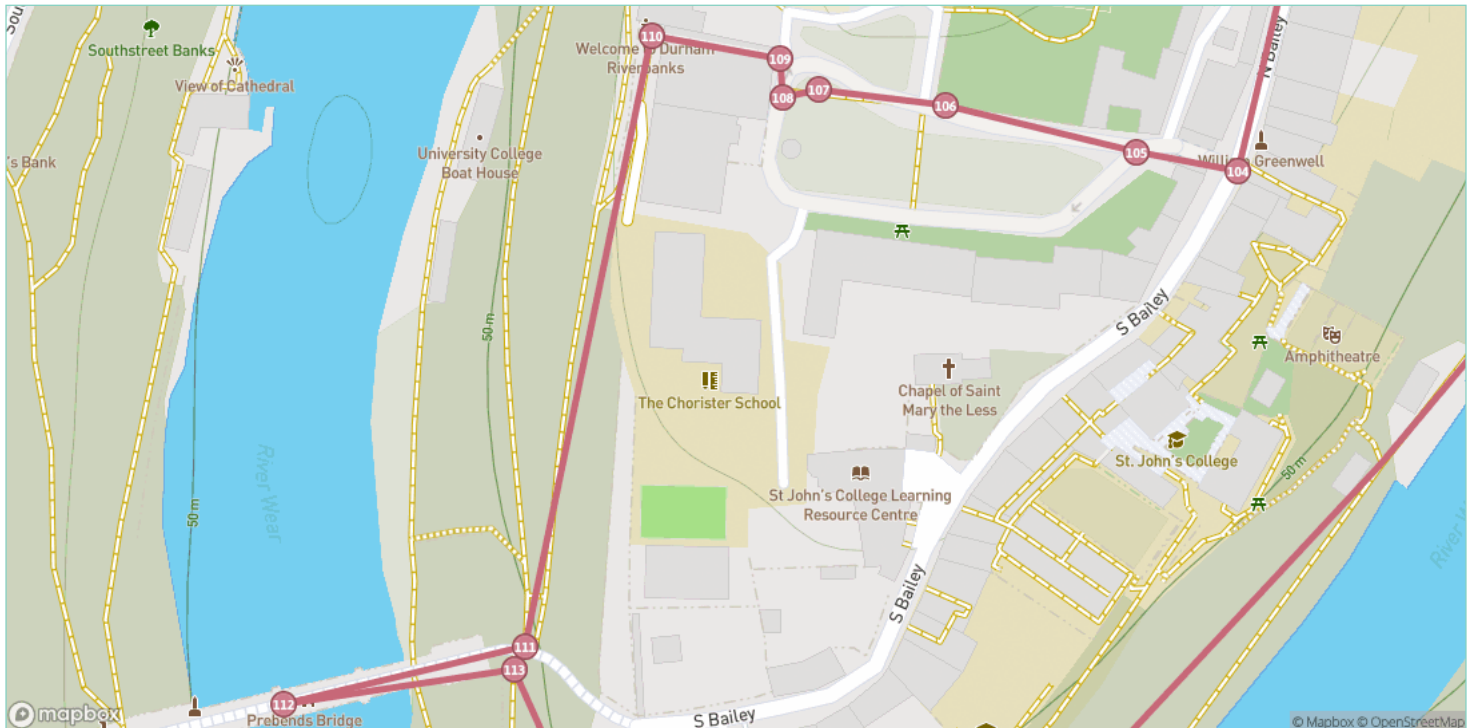 Sou
Southstreet Banks
View of Cathedral
's Bank
University College
Boat House
Welcome to Durham
Riverbanks
110
109
108
107
106
105
104
N Bailey
William Greenwell
S Bailey
Amphitheatre
50 m
The Chorister School
Chapel of Saint
Mary the Less
St. John's College
50 m
St John's College Learning
Resource Centre
River Wear
50 m
River W
S Bailey
111
113
112
Prebends Bridge
S Bailey
mapbox
© Mapbox © OpenStreetMap